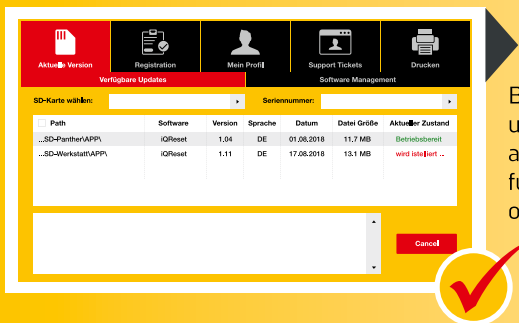 Aktuelle Version Registration Mein Profil Support Tickets Drucken
Verfügbare Updates Software Management
SD-Karte wählen: Seriennummer:
Path Software Version Sprache Datum Datei Größe Aktueller Zustand
...SD-Panther\APP\ iQReset 1.04 DE 01.08.2018 11,7 MB Betriebsbereit
...SD-Werkstatt\APP\ iQReset 1.11 DE 17.08.2018 13.1 MB wird istelliert ..
Cancel